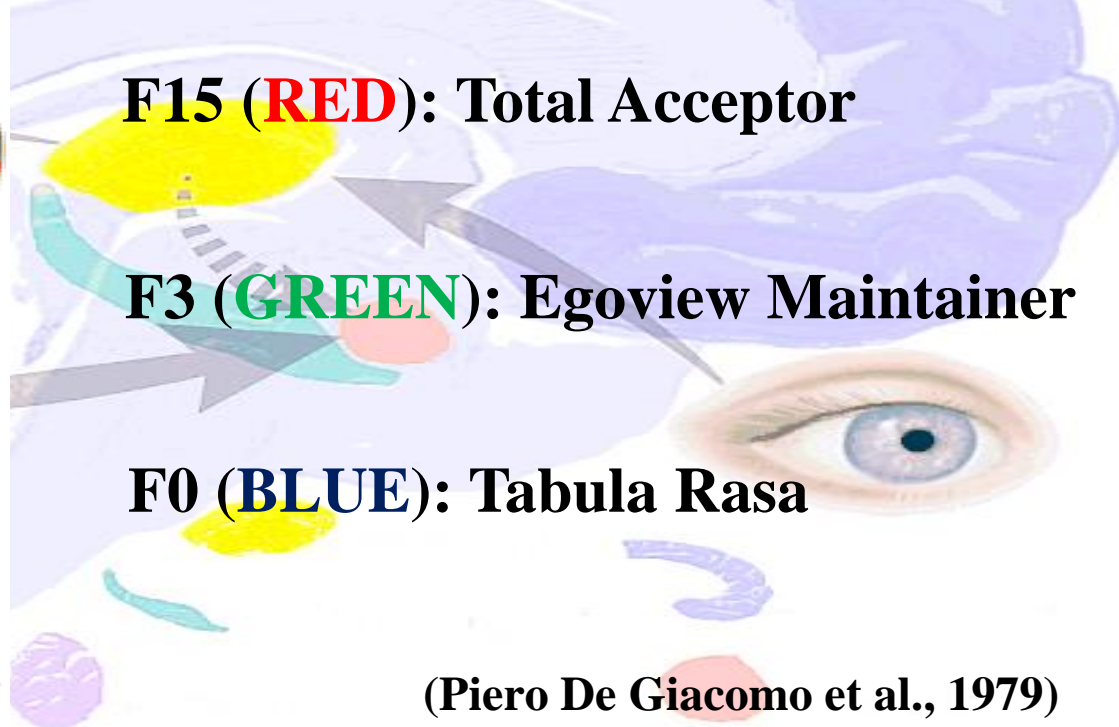 F15 (RED): Total Acceptor
F3 (GREEN): Egoview Maintainer
F0 (BLUE): Tabula Rasa
(Piero De Giacomo et al., 1979)